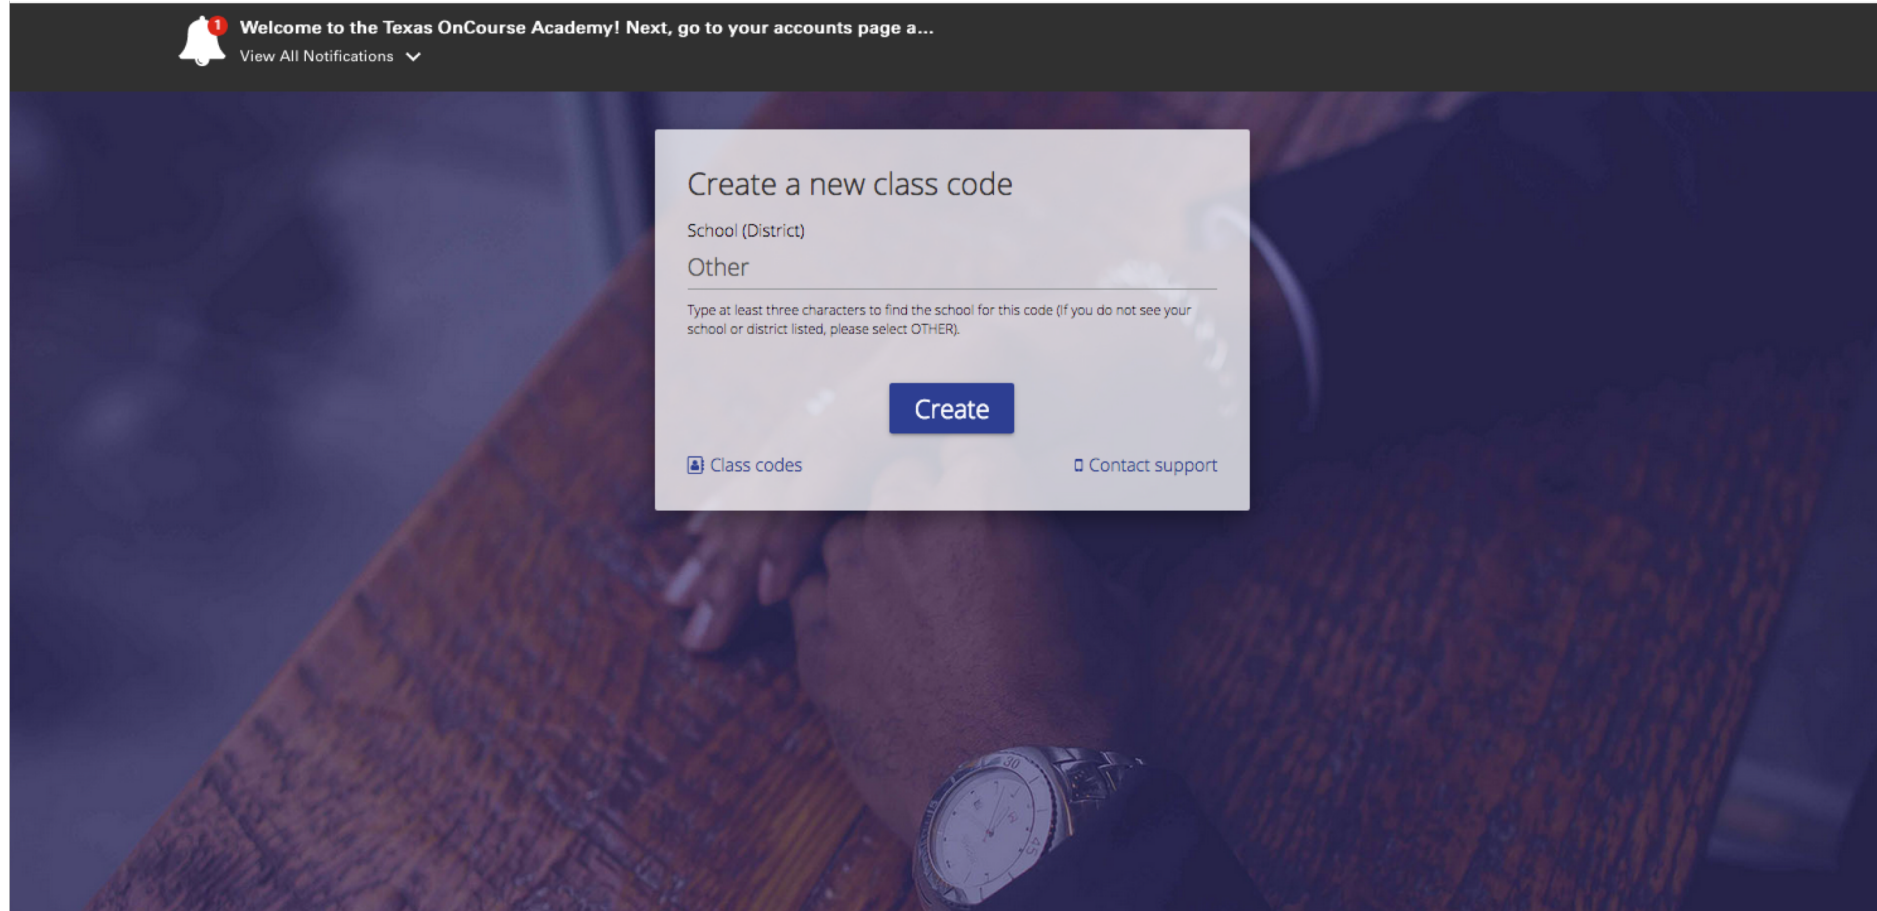 1
Welcome to the Texas OnCourse Academy! Next, go to your accounts page a...
View All Notifications
Create a new class code
School (District)
Other
Type at least three characters to find the school for this code (If you do not see your
school or district listed, please select OTHER).
Create
Class codes
Contact support
30
45